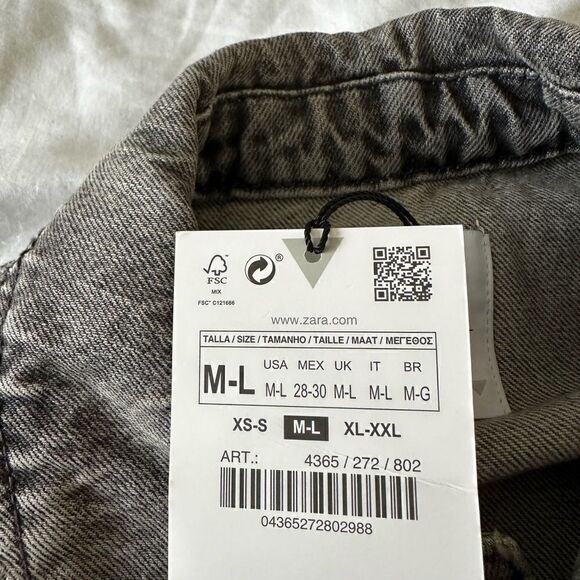 FSC
MIX
FSC® C121686
®
www.zara.com
TALLA / SIZE / TAMANHO / TAILLE / MAAT / ΜΕΓΕΘΟΣ
M-L
USA MEX UK IT BR
M-L 28-30 M-L M-L M-G
XS-S M-L XL-XXL
ART.: 4365 / 272 / 802
04365272802988